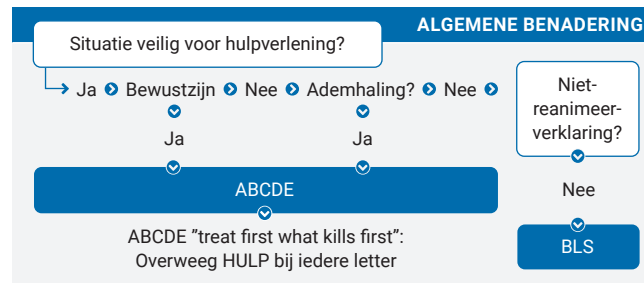 ALGEMENE BENADERING
Situatie veilig voor hulpverlening?
Ja Bewustzijn Nee Ademhaling? Nee
Ja Ja
Niet-
reanimeer-
verklaring?
ABCDE
Nee
ABCDE ”treat first what kills first”:
Overweeg HULP bij iedere letter
BLS